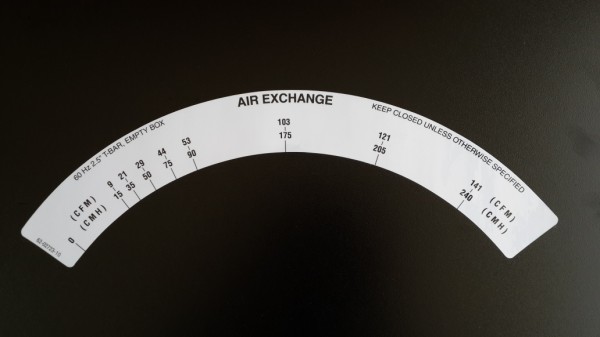 AIR EXCHANGE
60 Hz 2.5" T-BAR, EMPTY BOX
KEEP CLOSED UNLESS OTHERWISE SPECIFIED
(CFM) 9 21 29 44 53 103 121 141 (CFM)
(CMH) 15 35 50 75 90 175 205 240 (CMH)
0